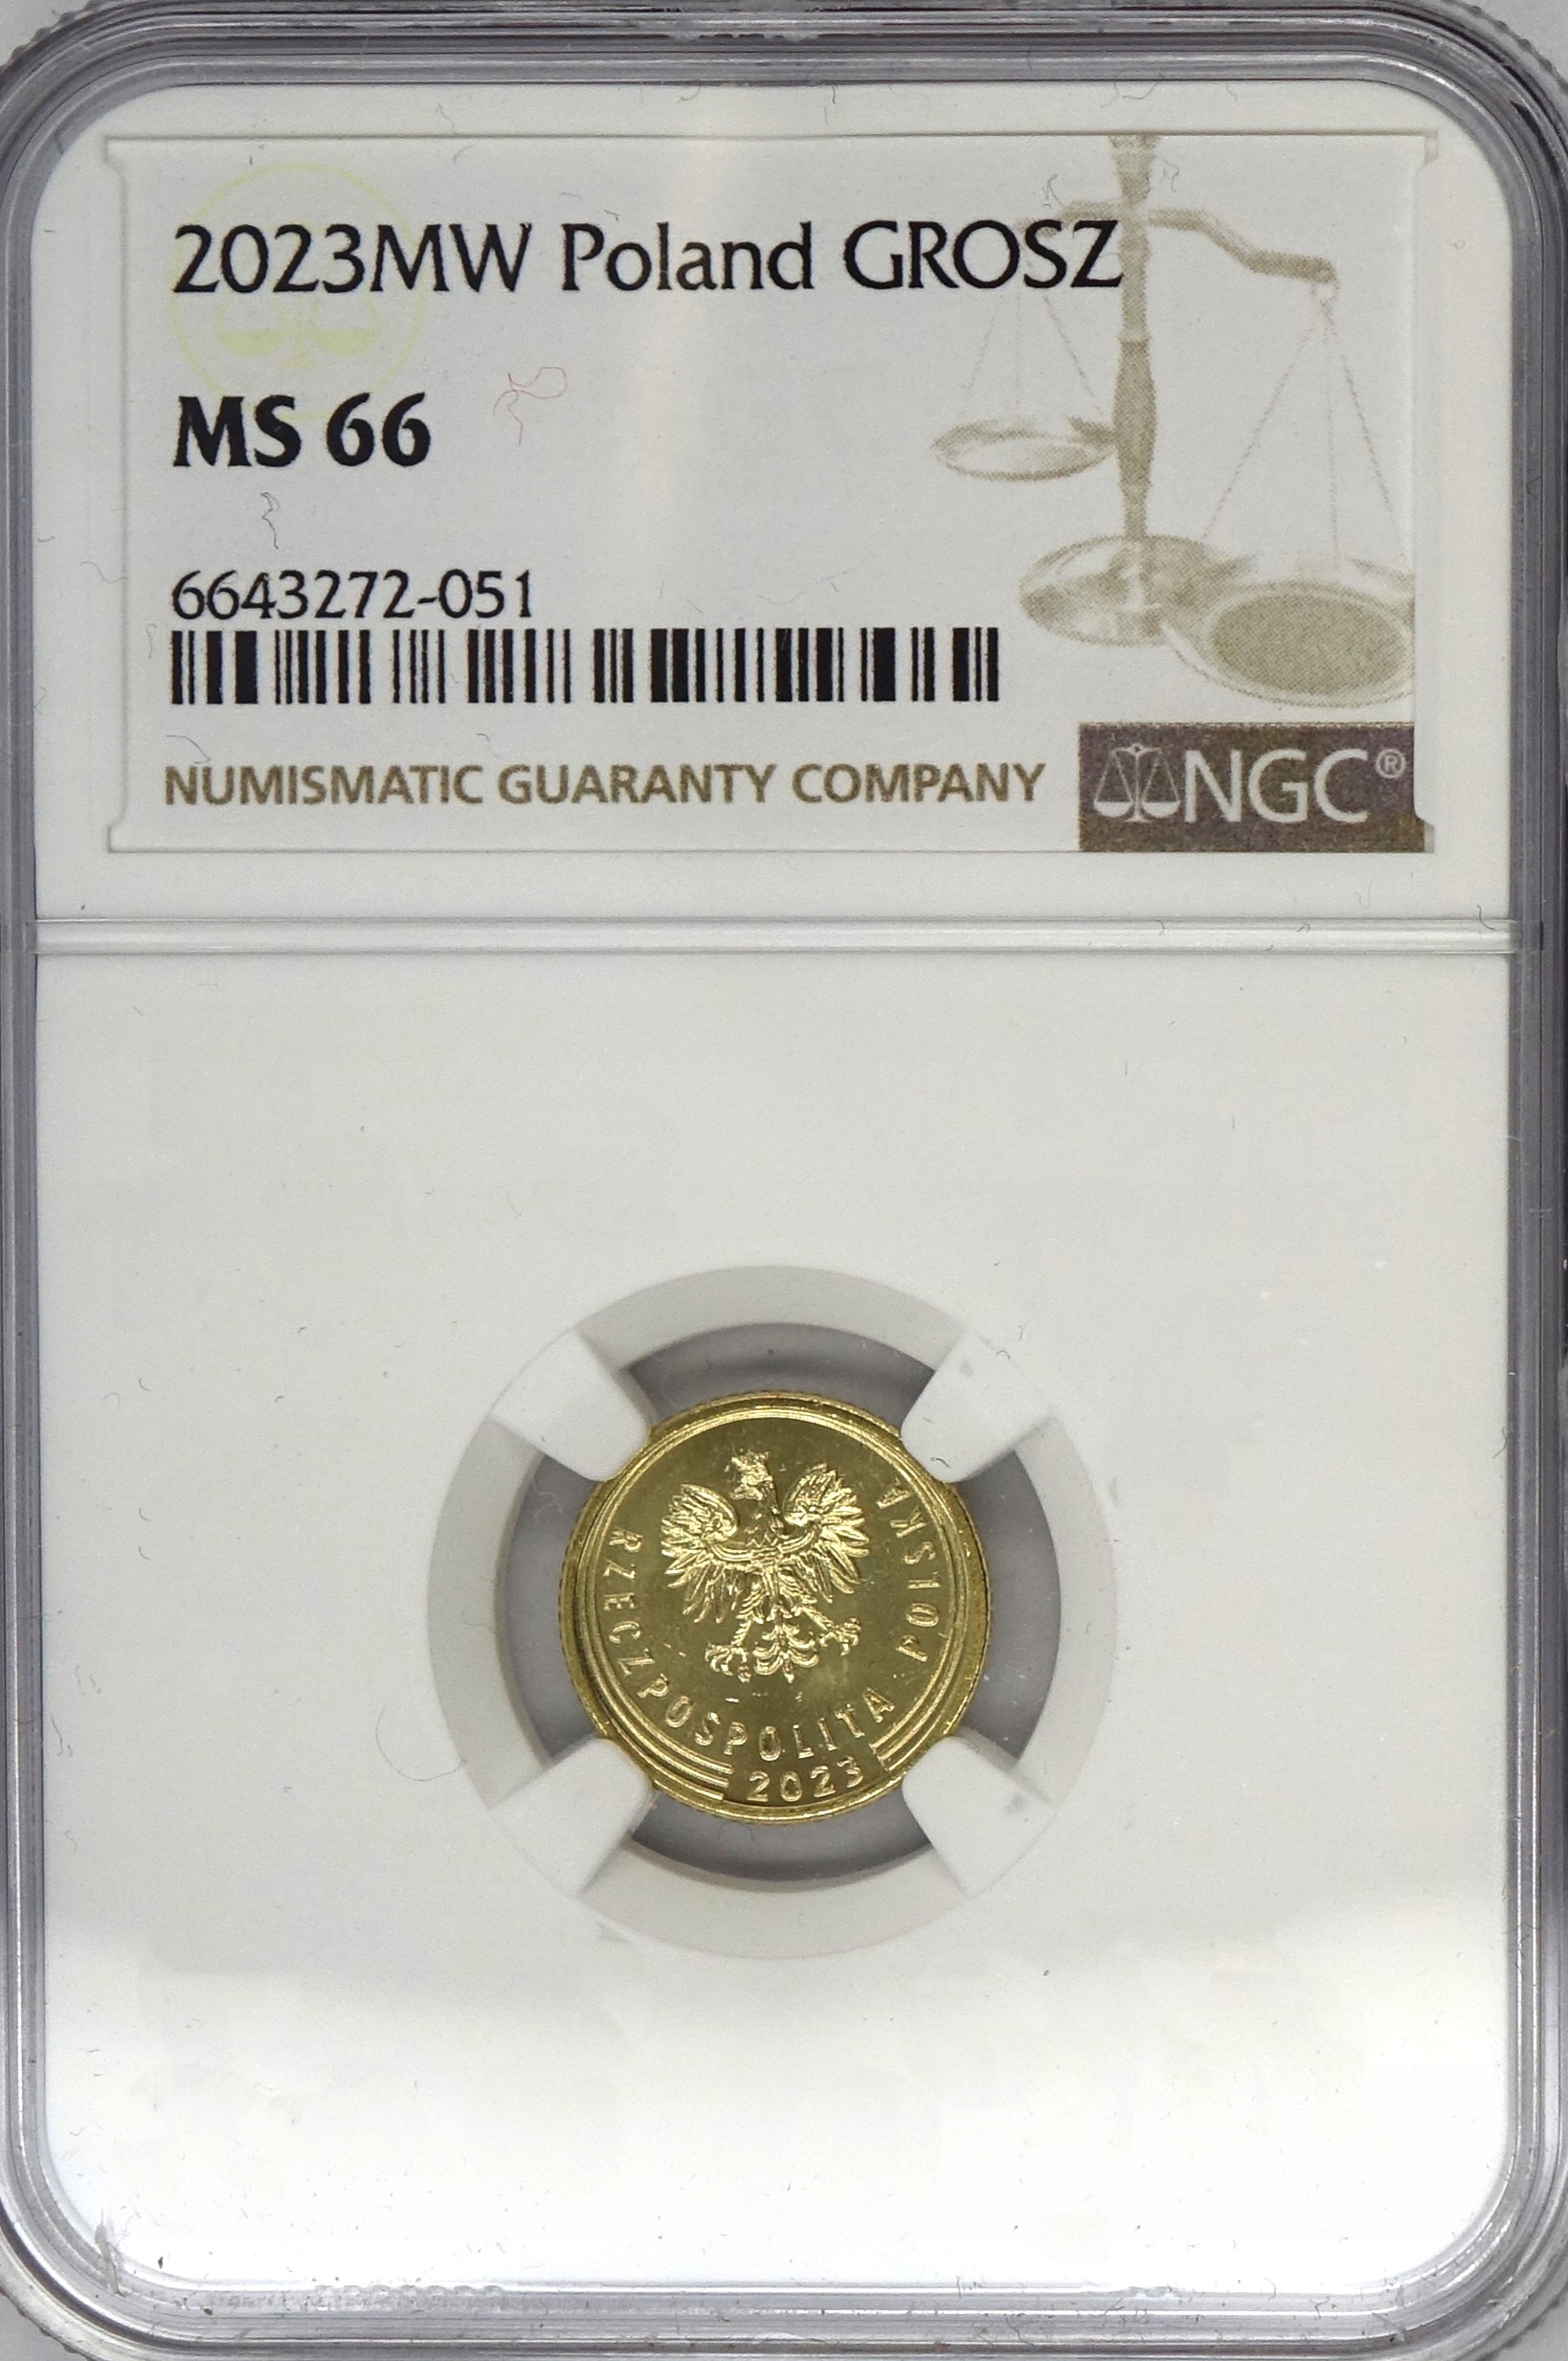 2023MW Poland GROSZ
MS 66
6643272-051
NUMISMATIC GUARANTY COMPANY
NGC®
RZECZPOSPOLITA POLSKA
2023